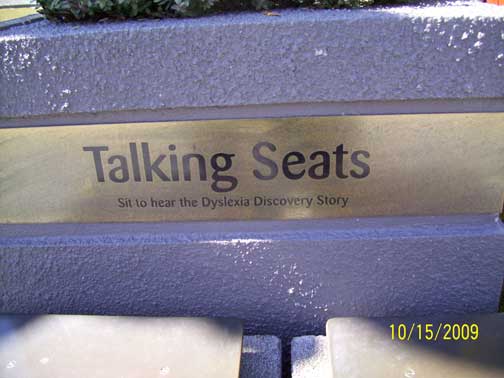 Talking Seats
Sit to hear the Dyslexia Discovery Story
10/15/2009